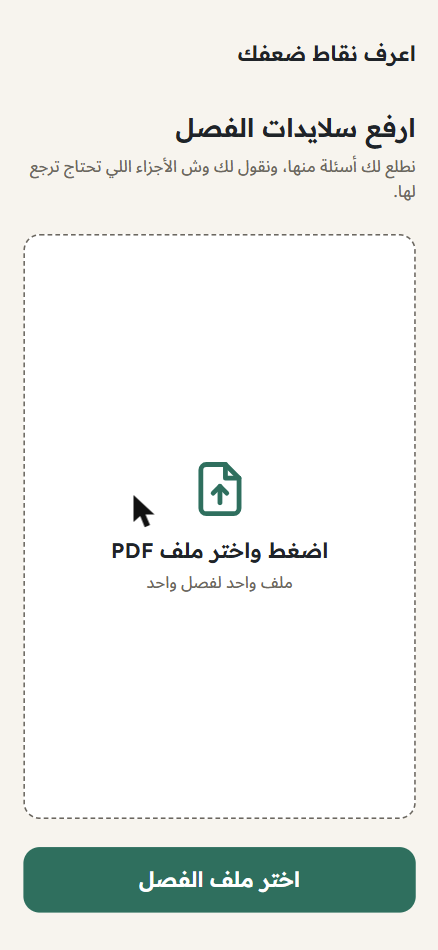 اعرف نقاط ضعفك
ارفع سلايدات الفصل
نطلع لك أسئلة منها، ونقول لك وش الأجزاء اللي تحتاج ترجع
لها.
اضغط واختر ملف PDF
ملف واحد لفصل واحد
اختر ملف الفصل